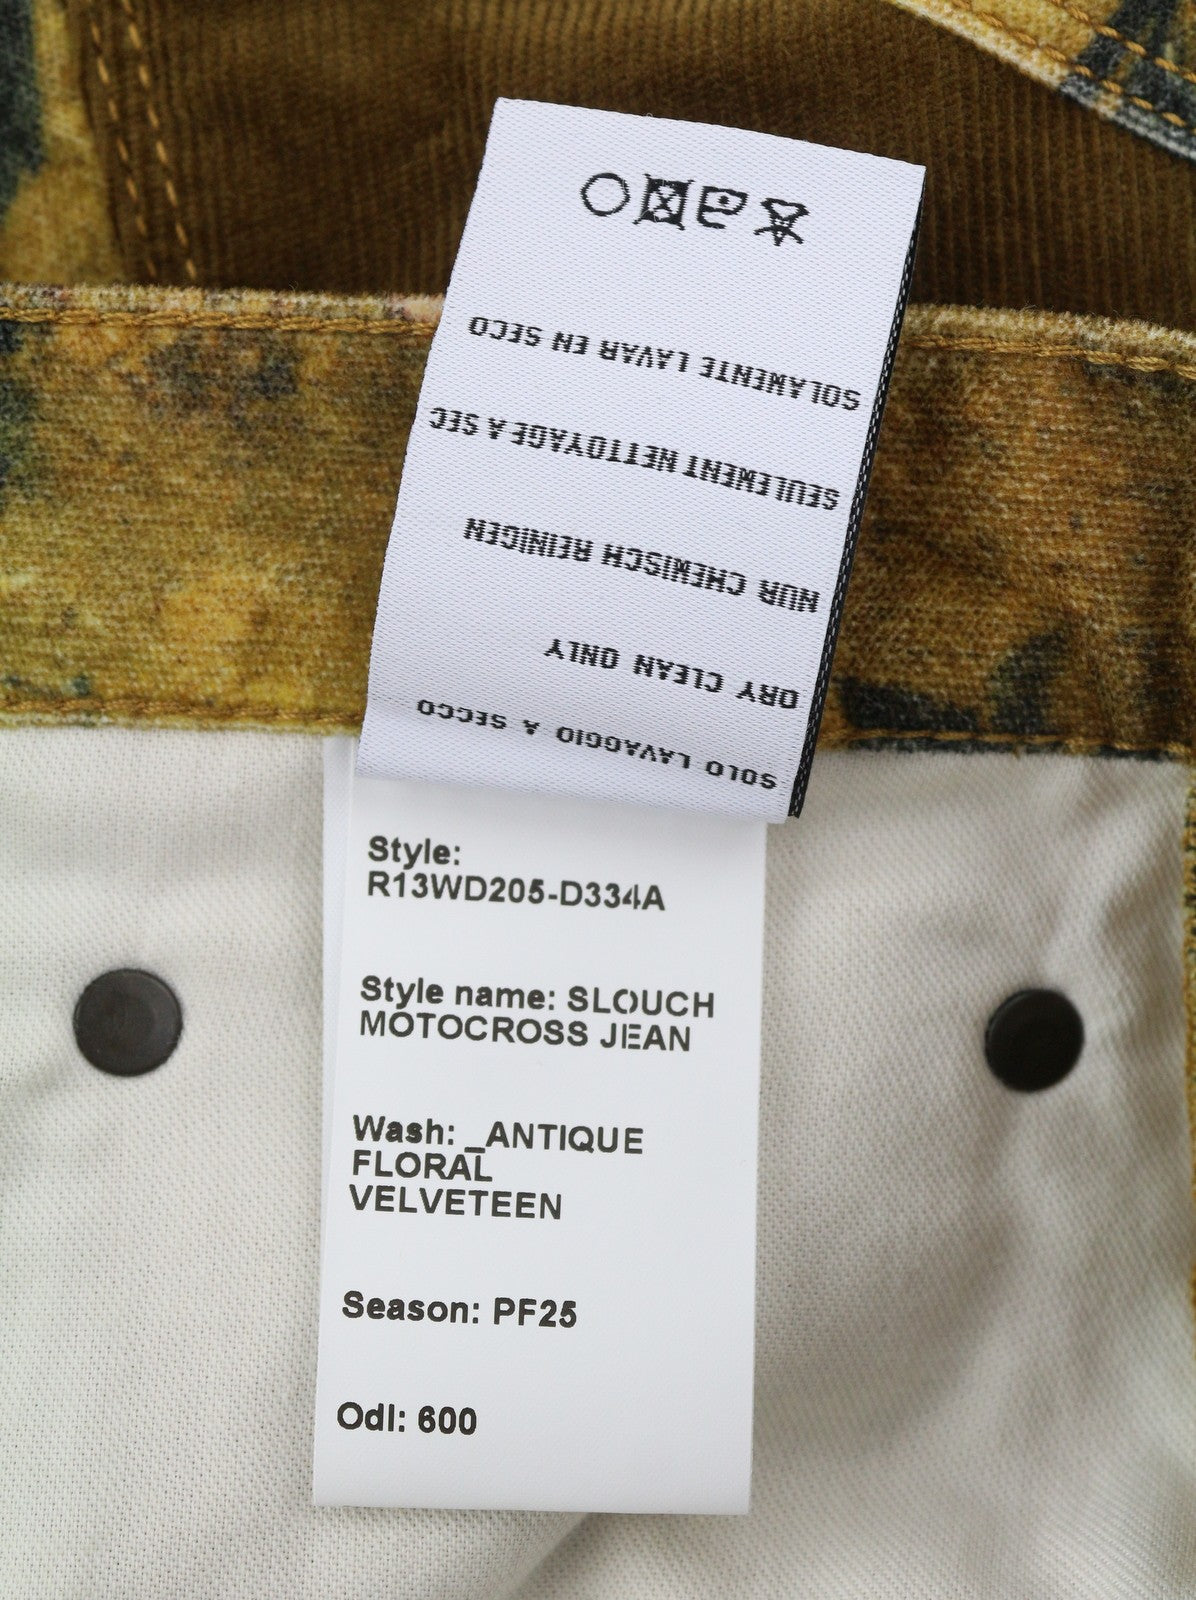 SOLO LAVAGGIO A SECCO
DRY CLEAN ONLY
NUR CHEMISCH REINIGEN
SEULEMENT NETTOYAGE A SEC
SOLAMENTE LAVAR EN SECO
Style:
R13WD205-D334A
Style name: SLOUCH
MOTOCROSS JEAN
Wash: _ANTIQUE
FLORAL
VELVETEEN
Season: PF25
Odl: 600